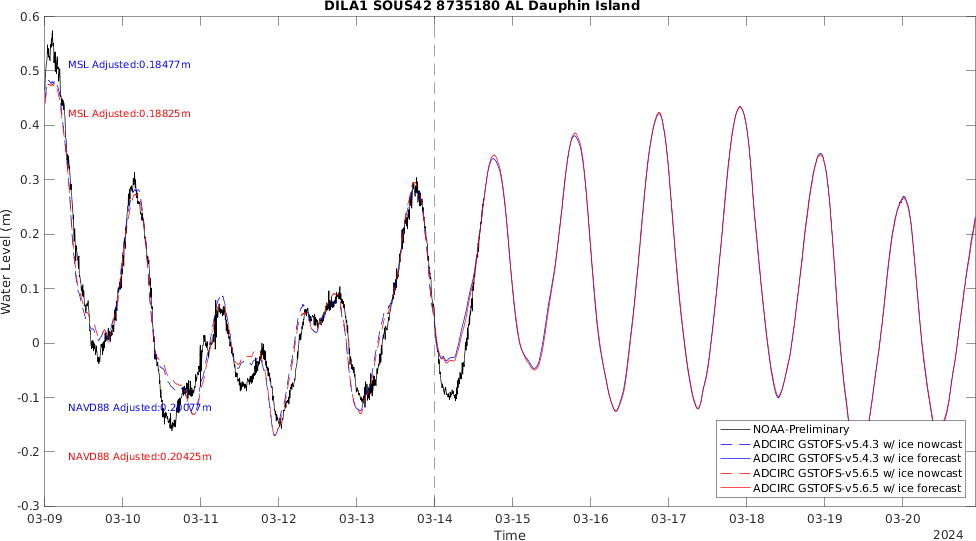 DILA1 SOUS42 8735180 AL Dauphin Island
0.6
0.5
0.4
0.3
0.2
0.1
0
-0.1
-0.2
-0.3
Water Level (m)
MSL Adjusted:0.18477m
MSL Adjusted:0.18825m
NAVD88 Adjusted:0.20077m
NAVD88 Adjusted:0.20425m
NOAA-Preliminary
ADCIRC GSTOFS-v5.4.3 w/ ice nowcast
ADCIRC GSTOFS-v5.4.3 w/ ice forecast
ADCIRC GSTOFS-v5.6.5 w/ ice nowcast
ADCIRC GSTOFS-v5.6.5 w/ ice forecast
03-09 03-10 03-11 03-12 03-13 03-14 03-15 03-16 03-17 03-18 03-19 03-20
Time
2024